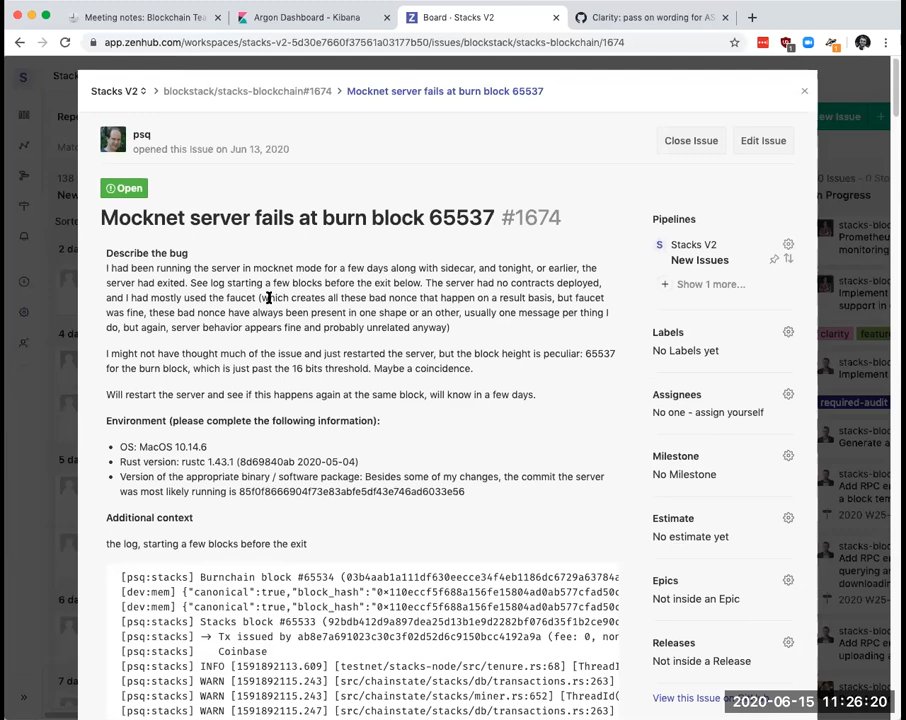 Meeting notes: Blockchain Tea
Argon Dashboard - Kibana
Board · Stacks V2
Clarity: pass on wording for AS
app.zenhub.com/workspaces/stacks-v2-5d30e7660f37561a03177b50/issues/blockstack/stacks-blockchain/1674
Stacks V2 > blockstack/stacks-blockchain#1674 > Mocknet server fails at burn block 65537
psq
opened this issue on Jun 13, 2020
Close Issue
Edit Issue
Open
Mocknet server fails at burn block 65537 #1674
Describe the bug
I had been running the server in mocknet mode for a few days along with sidecar, and tonight, or earlier, the
server had exited. See log starting a few blocks before the exit below. The server had no contracts deployed,
and I had mostly used the faucet (which creates all these bad nonce that happen on a result basis, but faucet
was fine, these bad nonce have always been present in one shape or an other, usually one message per thing I
do, but again, server behavior appears fine and probably unrelated anyway)
I might not have thought much of the issue and just restarted the server, but the block height is peculiar: 65537
for the burn block, which is just past the 16 bits threshold. Maybe a coincidence.
Will restart the server and see if this happens again at the same block, will know in a few days.
Environment (please complete the following information):
• OS: MacOS 10.14.6
• Rust version: rustc 1.43.1 (8d69840ab 2020-05-04)
• Version of the appropriate binary / software package: Besides some of my changes, the commit the server
was most likely running is 85f0f8666904f73e83abfe5df43e746ad6033e56
Additional context
the log, starting a few blocks before the exit
[psq:stacks] Burnchain block #65534 (03b4aab1a111df630eecce34f4eb1186dc6729a63784a
[dev:mem] {"canonical":true,"block_hash":"0×110eccf5f688a156fe15804ad0ab577cfad50c
[dev:mem] {"canonical":true,"block_hash":"0×110eccf5f688a156fe15804ad0ab577cfad50c
[psq:stacks] Stacks block #65533 (92bdb412d9a897dea25d13b1e9d2282bf076d35f1b2ce90c
[psq:stacks] → Tx issued by ab8e7a691023c30c3f02d52d6c9150bcc4192a9a (fee: 0, non
[psq:stacks] Coinbase
[psq:stacks] INFO [1591892113.609] [testnet/stacks-node/src/tenure.rs:68] [ThreadI
[psq:stacks] WARN [1591892115.243] [src/chainstate/stacks/db/transactions.rs:263]
[psq:stacks] WARN [1591892115.243] [src/chainstate/stacks/miner.rs:652] [ThreadId(
[psq:stacks] WARN [1591892115.247] [src/chainstate/stacks/db/transactions.rs:263]
Pipelines
S Stacks V2
New Issues
+ Show 1 more...
Labels
No Labels yet
Assignees
No one - assign yourself
Milestone
No Milestone
Estimate
No estimate yet
Epics
Not inside an Epic
Releases
Not inside a Release
View this Issue on
2020-06-15 11:26:20